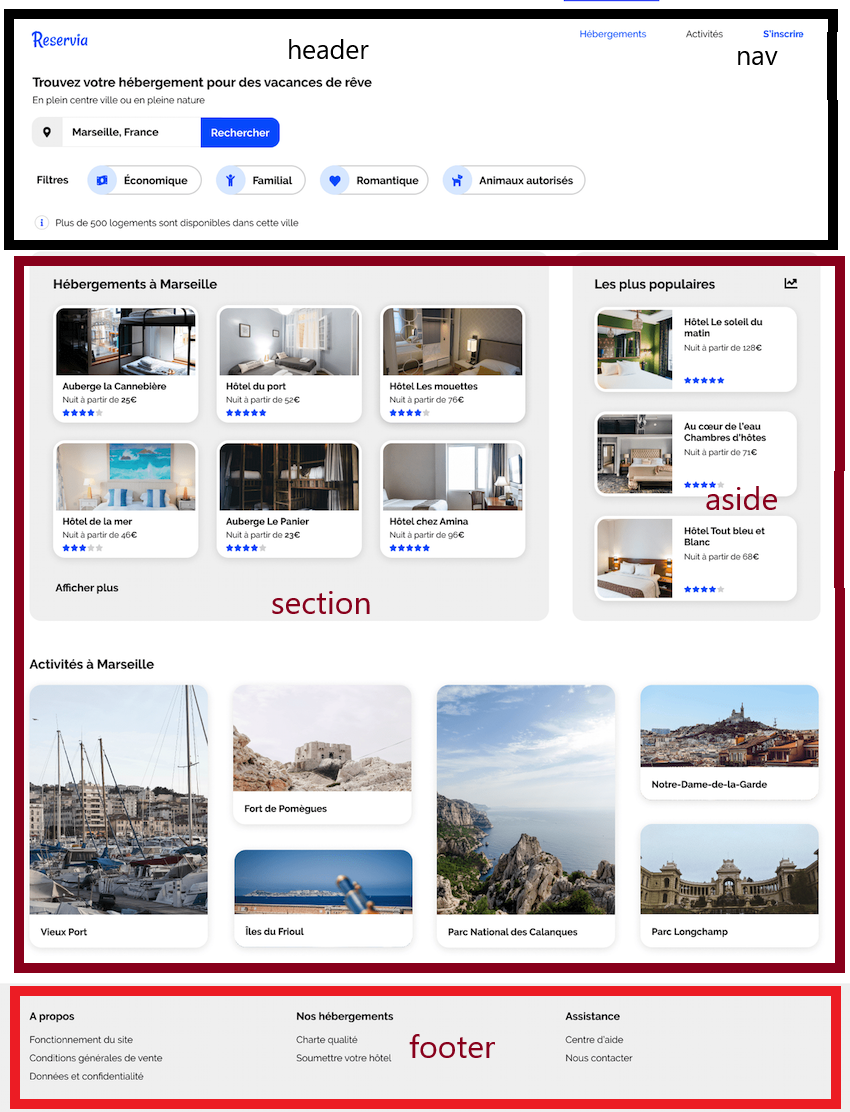 Reservia
header
Hébergements
Activités
S'inscrire
nav
Trouvez votre hébergement pour des vacances de rêve
En plein centre ville ou en pleine nature
Marseille, France
Rechercher
Filtres
Économique
Familial
Romantique
Animaux autorisés
Plus de 500 logements sont disponibles dans cette ville
Hébergements à Marseille
Auberge la Cannebière
Nuit à partir de 25€
Hôtel du port
Nuit à partir de 52€
Hôtel Les mouettes
Nuit à partir de 76€
Hôtel de la mer
Nuit à partir de 46€
Auberge Le Panier
Nuit à partir de 23€
Hôtel chez Amina
Nuit à partir de 96€
Afficher plus
section
Les plus populaires
Hôtel Le soleil du
matin
Nuit à partir de 128€
Au cœur de l'eau
Chambres d'hôtes
Nuit à partir de 71€
aside
Hôtel Tout bleu et
Blanc
Nuit à partir de 68€
Activités à Marseille
Vieux Port
Fort de Pomègues
Îles du Frioul
Parc National des Calanques
Notre-Dame-de-la-Garde
Parc Longchamp
A propos
Fonctionnement du site
Conditions générales de vente
Données et confidentialité
Nos hébergements
Charte qualité
Soumettre votre hôtel
footer
Assistance
Centre d'aide
Nous contacter